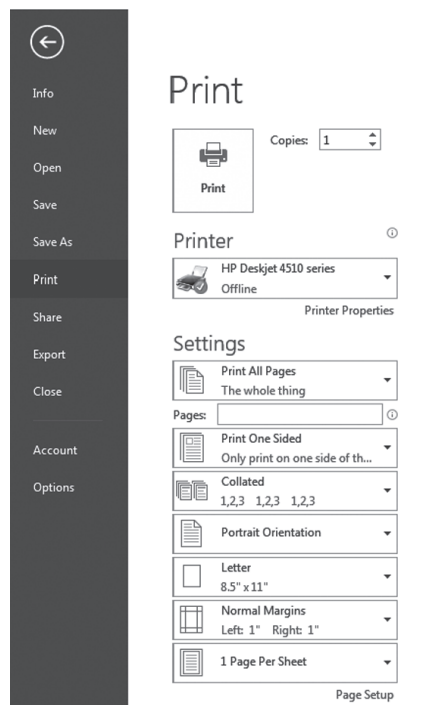 Info
New
Open
Save
Save As
Print
Share
Export
Close
Account
Options
Print
Print
Copies: 1
Printer
HP Deskjet 4510 series
Offline
Printer Properties
Settings
Print All Pages
The whole thing
Pages:
Print One Sided
Only print on one side of th...
Collated
1,2,3 1,2,3 1,2,3
Portrait Orientation
Letter
8.5" x 11"
Normal Margins
Left: 1" Right: 1"
1 Page Per Sheet
Page Setup